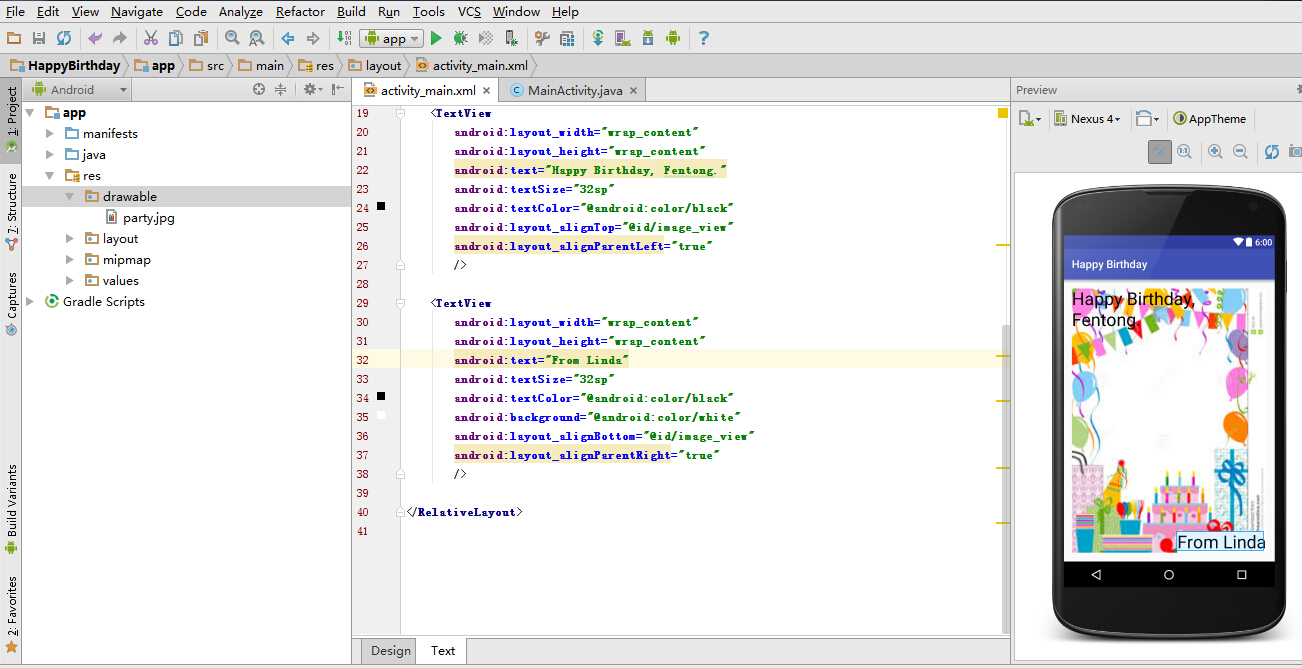 File Edit View Navigate Code Analyze Refactor Build Run Tools VCS Window Help
app
HappyBirthday app src main res layout activity_main.xml
1: Project
7: Structure
Captures
Build Variants
2: Favorites
Android
app
manifests
java
res
drawable
party.jpg
layout
mipmap
values
Gradle Scripts
activity_main.xml MainActivity.java
19 <TextView
20 android:layout_width="wrap_content"
21 android:layout_height="wrap_content"
22 android:text="Happy Birthday, Fentong."
23 android:textSize="32sp"
24 android:textColor="@android:color/black"
25 android:layout_alignTop="@id/image_view"
26 android:layout_alignParentLeft="true"
27 />
28
29 <TextView
30 android:layout_width="wrap_content"
31 android:layout_height="wrap_content"
32 android:text="From Linda"
33 android:textSize="32sp"
34 android:textColor="@android:color/black"
35 android:background="@android:color/white"
36 android:layout_alignBottom="@id/image_view"
37 android:layout_alignParentRight="true"
38 />
39
40 </RelativeLayout>
41
Design Text
Preview
Nexus 4 AppTheme
6:00
Happy Birthday
Happy Birthday,
Fentong.
From Linda